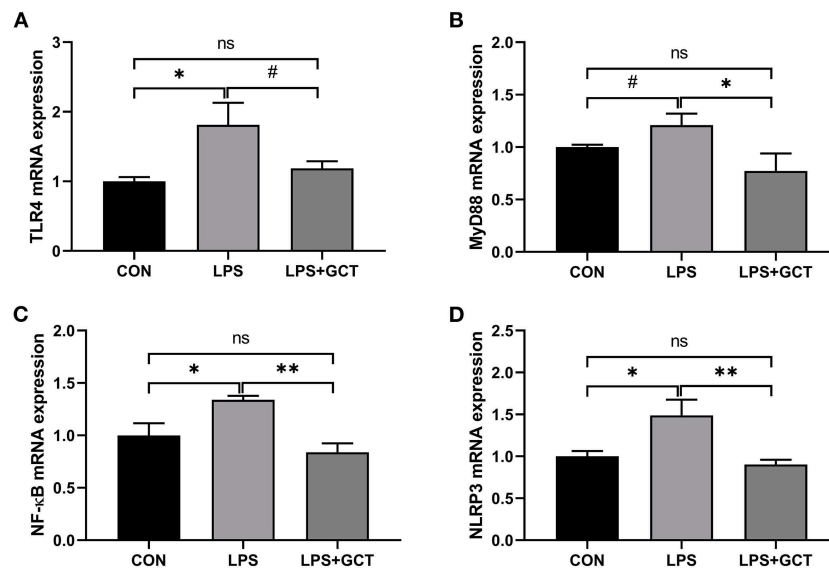 A
TLR4 mRNA expression
3
2
1
0
ns
*
#
CON
LPS
LPS+GCT
B
MyD88 mRNA expression
2.0
1.5
1.0
0.5
0.0
ns
#
*
CON
LPS
LPS+GCT
C
NF-κB mRNA expression
2.0
1.5
1.0
0.5
0.0
ns
*
**
CON
LPS
LPS+GCT
D
NLRP3 mRNA expression
2.5
2.0
1.5
1.0
0.5
0.0
ns
*
**
CON
LPS
LPS+GCT